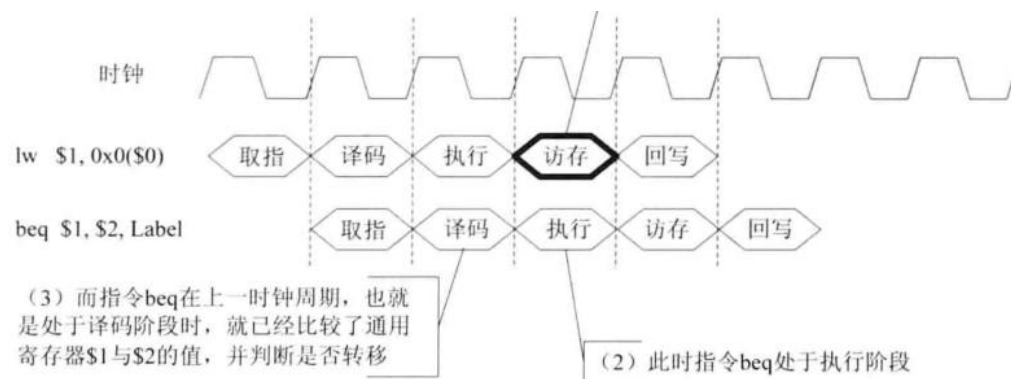 时钟
lw $1, 0x0($0)
取指 译码 执行 访存 回写
beq $1, $2, Label
取指 译码 执行 访存 回写
（3）而指令beq在上一时钟周期，也就
是处于译码阶段时，就已经比较了通用
寄存器$1与$2的值，并判断是否转移
（2）此时指令beq处于执行阶段